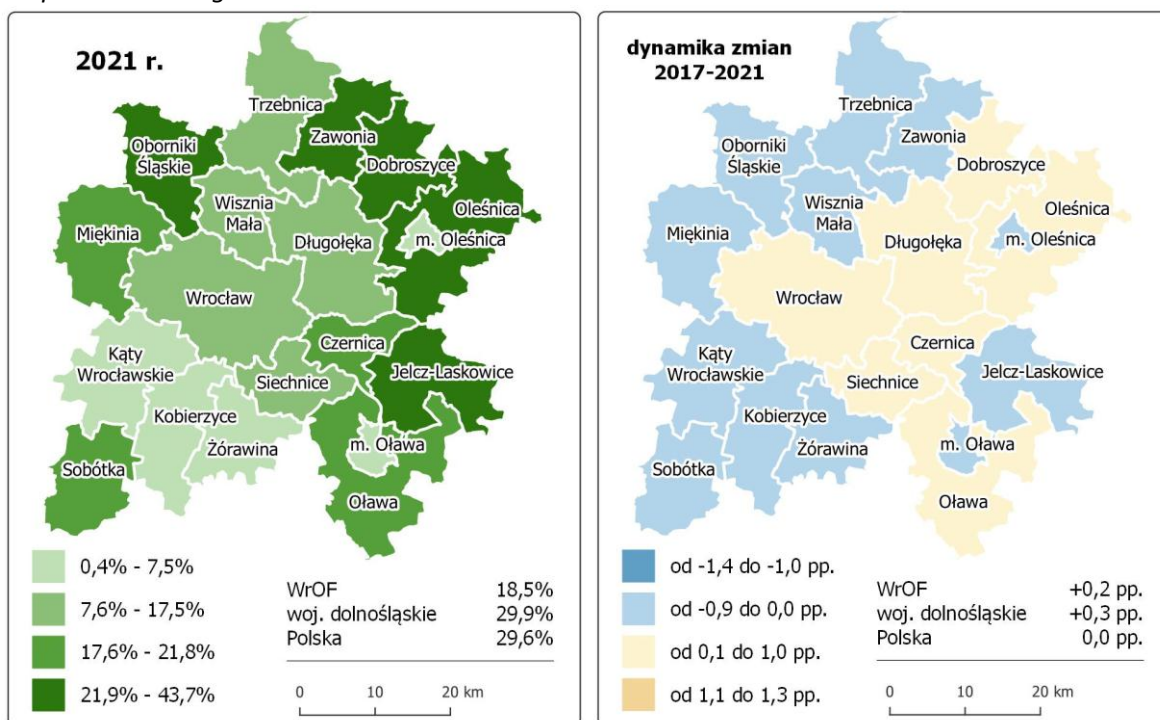 2021 r.
Trzebnica
Zawonia
Oborniki
Śląskie
Dobroszyce
Wisznia
Mała
Oleśnica
m. Oleśnica
Miękinia
Długołęka
Wrocław
Czernica
Kąty
Wrocławskie
Siechnice
Jelcz-Laskowice
Kobierzyce
Żórawina
m. Oława
Sobótka
Oława
0,4% - 7,5%
7,6% - 17,5%
17,6% - 21,8%
21,9% - 43,7%
WrOF 18,5%
woj. dolnośląskie 29,9%
Polska 29,6%
0 10 20 km
dynamika zmian
2017-2021
Trzebnica
Zawonia
Oborniki
Śląskie
Dobroszyce
Wisznia
Mała
Oleśnica
m. Oleśnica
Miękinia
Długołęka
Wrocław
Czernica
Kąty
Wrocławskie
Siechnice
Jelcz-Laskowice
Kobierzyce
Żórawina
m. Oława
Sobótka
Oława
od -1,4 do -1,0 pp.
od -0,9 do 0,0 pp.
od 0,1 do 1,0 pp.
od 1,1 do 1,3 pp.
WrOF +0,2 pp.
woj. dolnośląskie +0,3 pp.
Polska 0,0 pp.
0 10 20 km